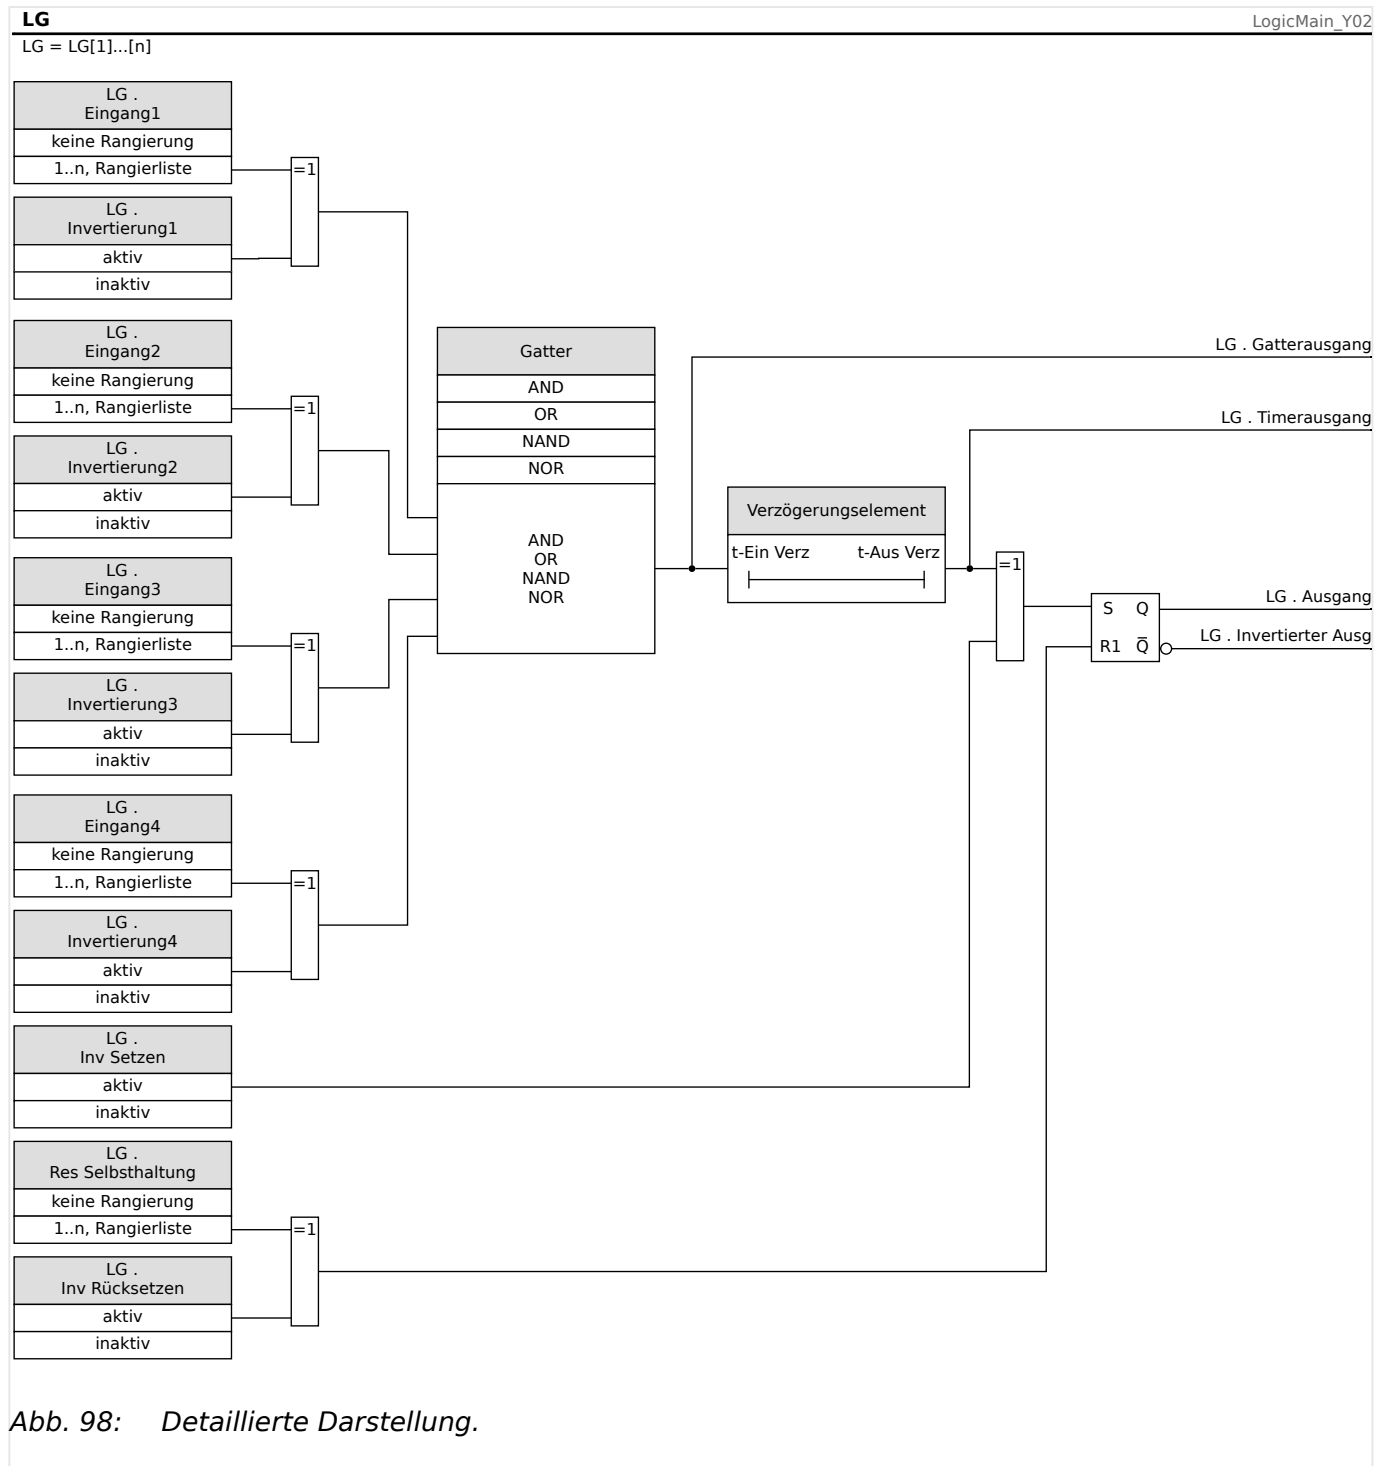 LG
LogicMain_Y02
LG = LG[1]...[n]
LG .
Eingang1
keine Rangierung
1..n, Rangierliste
=1
LG .
Invertierung1
aktiv
inaktiv
LG .
Eingang2
keine Rangierung
1..n, Rangierliste
=1
LG .
Invertierung2
aktiv
inaktiv
LG .
Eingang3
keine Rangierung
1..n, Rangierliste
=1
LG .
Invertierung3
aktiv
inaktiv
LG .
Eingang4
keine Rangierung
1..n, Rangierliste
=1
LG .
Invertierung4
aktiv
inaktiv
LG .
Inv Setzen
aktiv
inaktiv
LG .
Res Selbsthaltung
keine Rangierung
1..n, Rangierliste
=1
LG .
Inv Rücksetzen
aktiv
inaktiv
Gatter
AND
OR
NAND
NOR
AND
OR
NAND
NOR
Verzögerungselement
t-Ein Verz t-Aus Verz
=1
S Q
R1 Q̅
LG . Gatterausgang
LG . Timerausgang
LG . Ausgang
LG . Invertierter Ausg
Abb. 98: Detaillierte Darstellung.